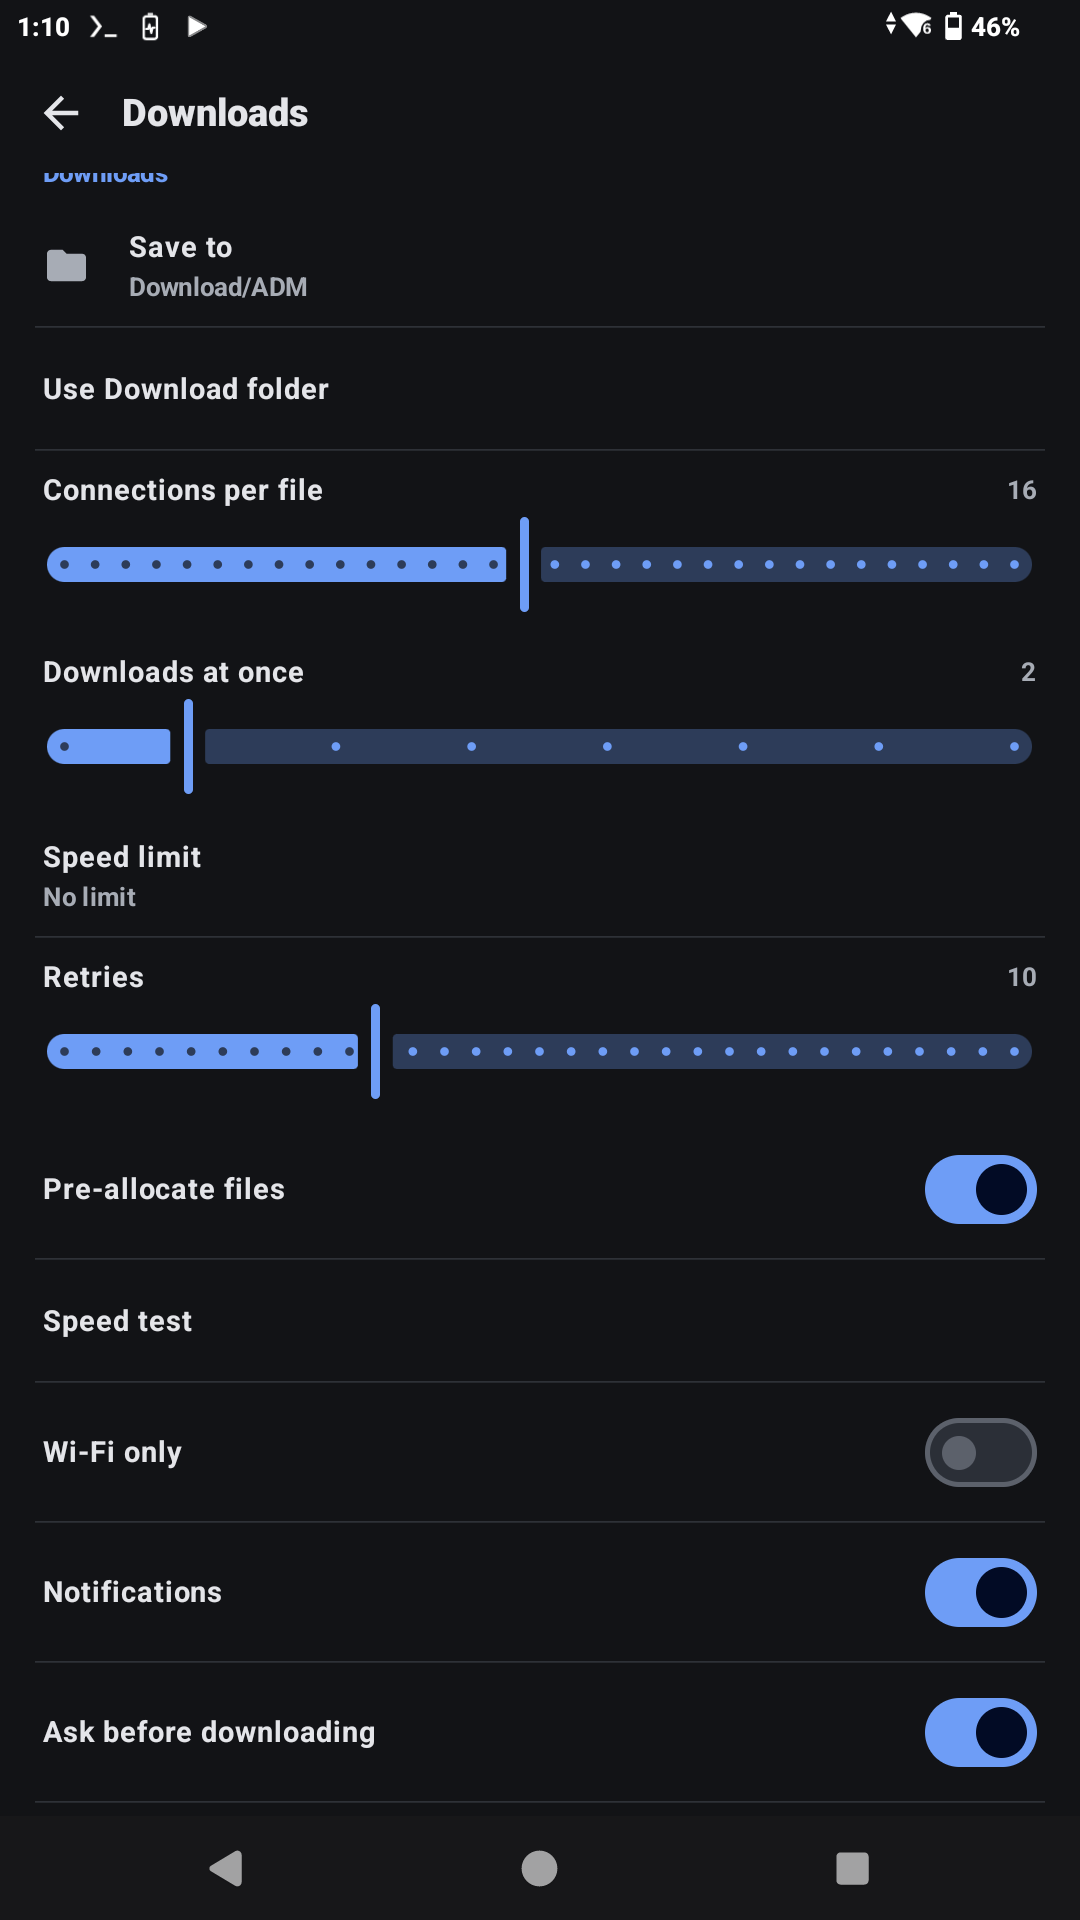 1:10 46%
Downloads
Downloads
Save to
Download/ADM
Use Download folder
Connections per file 16
Downloads at once 2
Speed limit
No limit
Retries 10
Pre-allocate files
Speed test
Wi-Fi only
Notifications
Ask before downloading